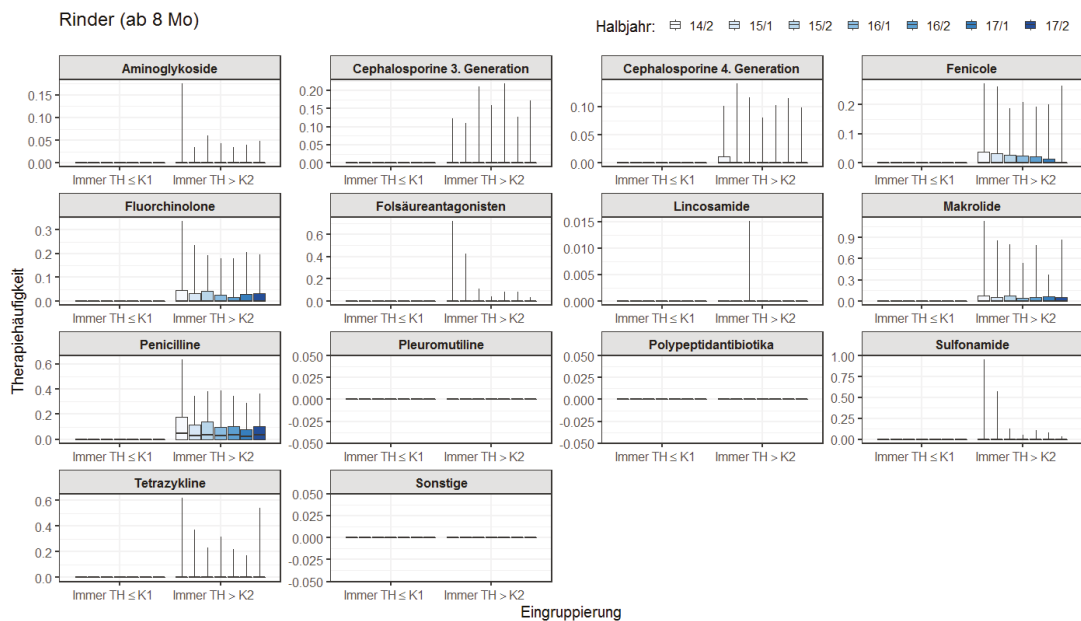 Rinder (ab 8 Mo)
Halbjahr: 14/2 15/1 15/2 16/1 16/2 17/1 17/2
Aminoglykoside
0.15
0.10
0.05
0.00
Immer TH ≤ K1 Immer TH > K2
Cephalosporine 3. Generation
0.20
0.15
0.10
0.05
0.00
Immer TH ≤ K1 Immer TH > K2
Cephalosporine 4. Generation
0.10
0.05
0.00
Immer TH ≤ K1 Immer TH > K2
Fenicole
0.2
0.1
0.0
Immer TH ≤ K1 Immer TH > K2
Therapiehäufigkeit
Fluorchinolone
0.3
0.2
0.1
0.0
Immer TH ≤ K1 Immer TH > K2
Folsäureantagonisten
0.6
0.4
0.2
0.0
Immer TH ≤ K1 Immer TH > K2
Lincosamide
0.015
0.010
0.005
0.000
Immer TH ≤ K1 Immer TH > K2
Makrolide
0.9
0.6
0.3
0.0
Immer TH ≤ K1 Immer TH > K2
Penicilline
0.6
0.4
0.2
0.0
Immer TH ≤ K1 Immer TH > K2
Pleuromutiline
0.050
0.025
0.000
-0.025
-0.050
Immer TH ≤ K1 Immer TH > K2
Polypeptidantibiotika
0.050
0.025
0.000
-0.025
-0.050
Immer TH ≤ K1 Immer TH > K2
Sulfonamide
1.00
0.75
0.50
0.25
0.00
Immer TH ≤ K1 Immer TH > K2
Tetrazykline
0.6
0.4
0.2
0.0
Immer TH ≤ K1 Immer TH > K2
Sonstige
0.050
0.025
0.000
-0.025
-0.050
Immer TH ≤ K1 Immer TH > K2
Eingruppierung